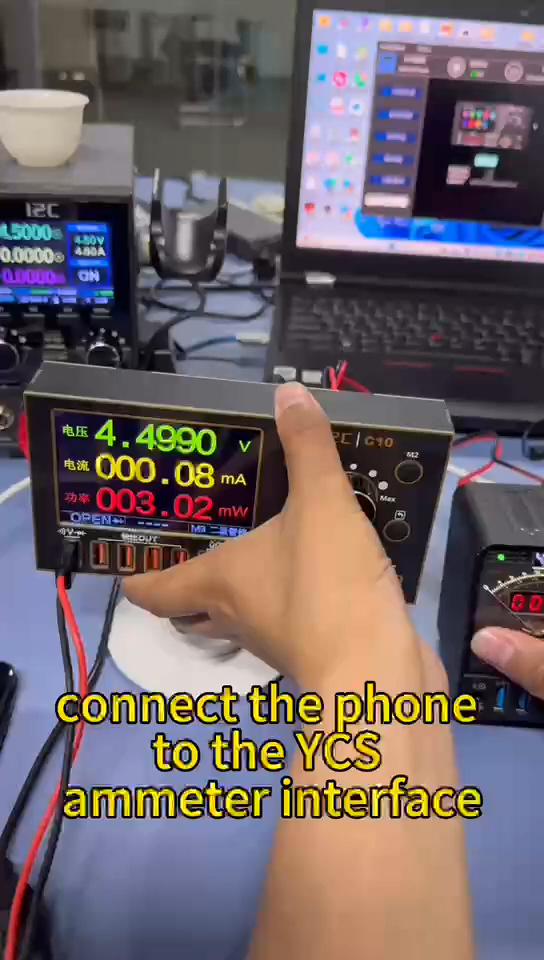 I2C
4.5000
4.50V
4.80A
0.0000
0.0000
ON
I2C | C10
电压 4.4990 V
电流 000.08 mA
功率 003.02 mW
OPEN ----
M2
Max
00
connect the phone
to the YCS
ammeter interface